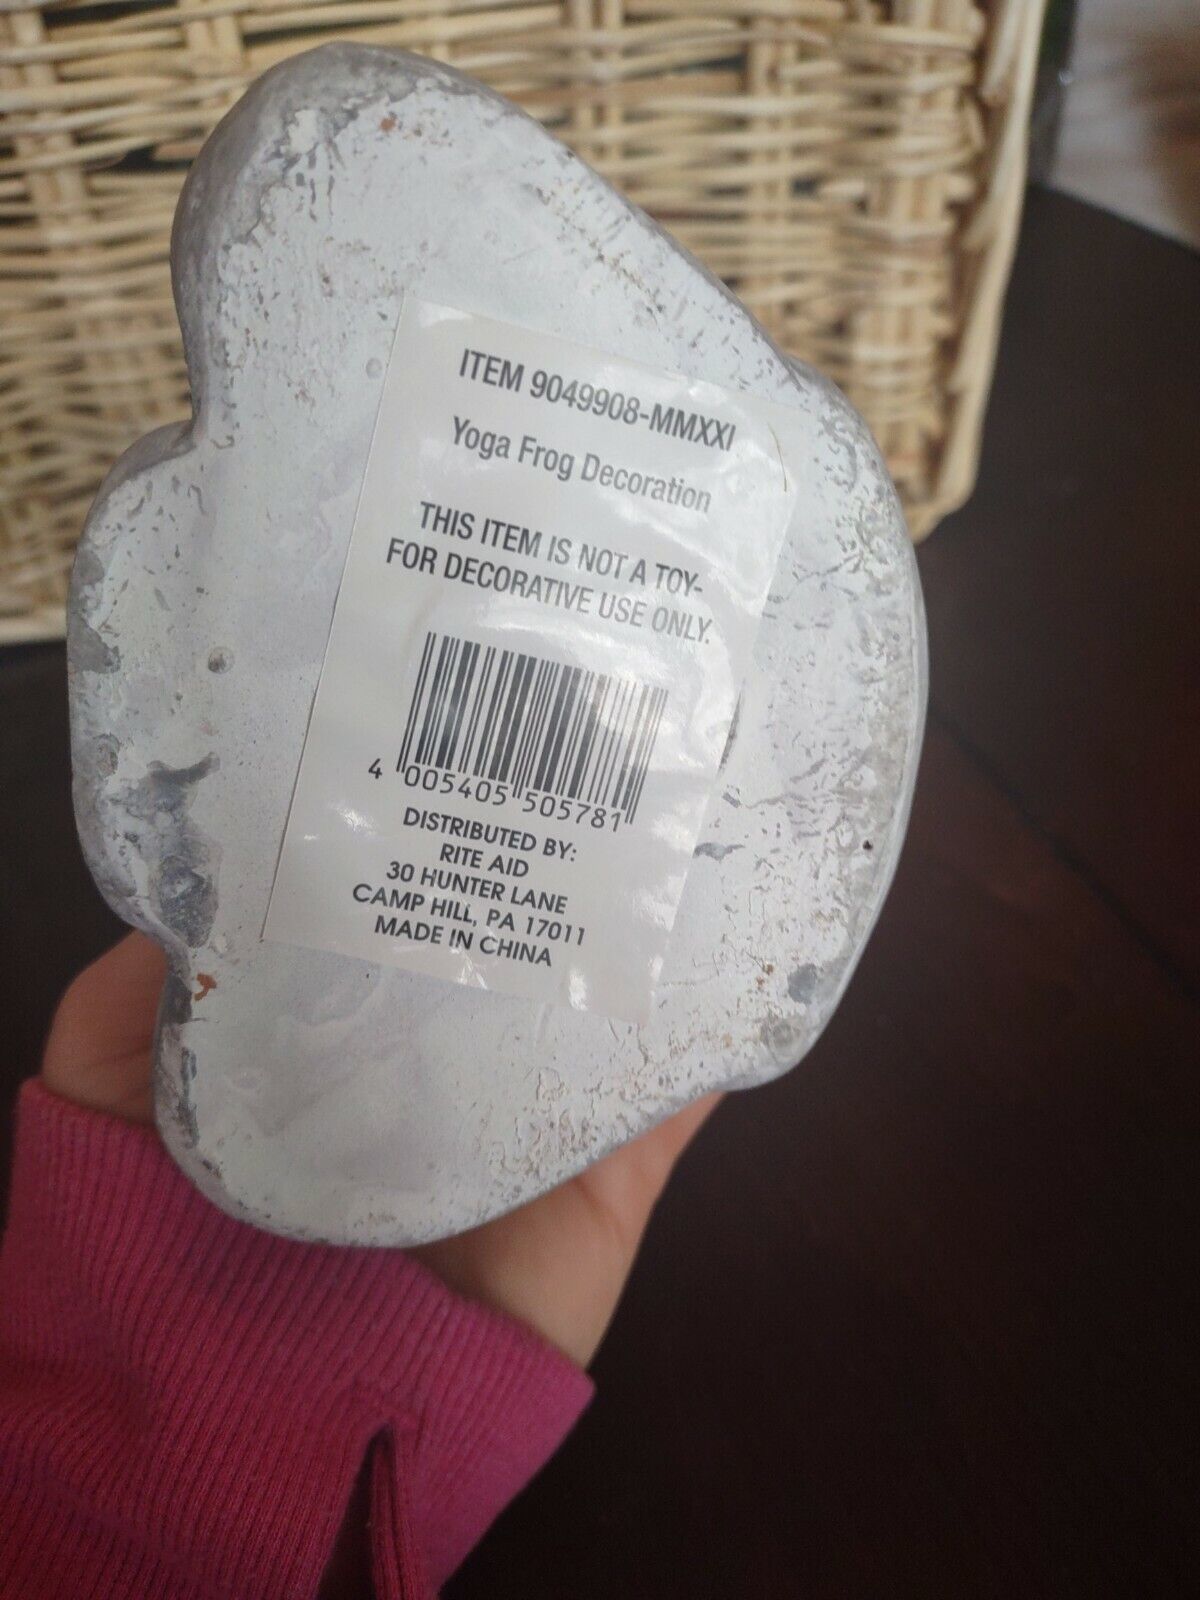 ITEM 9049908-MMXXI
Yoga Frog Decoration
THIS ITEM IS NOT A TOY-
FOR DECORATIVE USE ONLY.
4 005405 505781
DISTRIBUTED BY:
RITE AID
30 HUNTER LANE
CAMP HILL, PA 17011
MADE IN CHINA